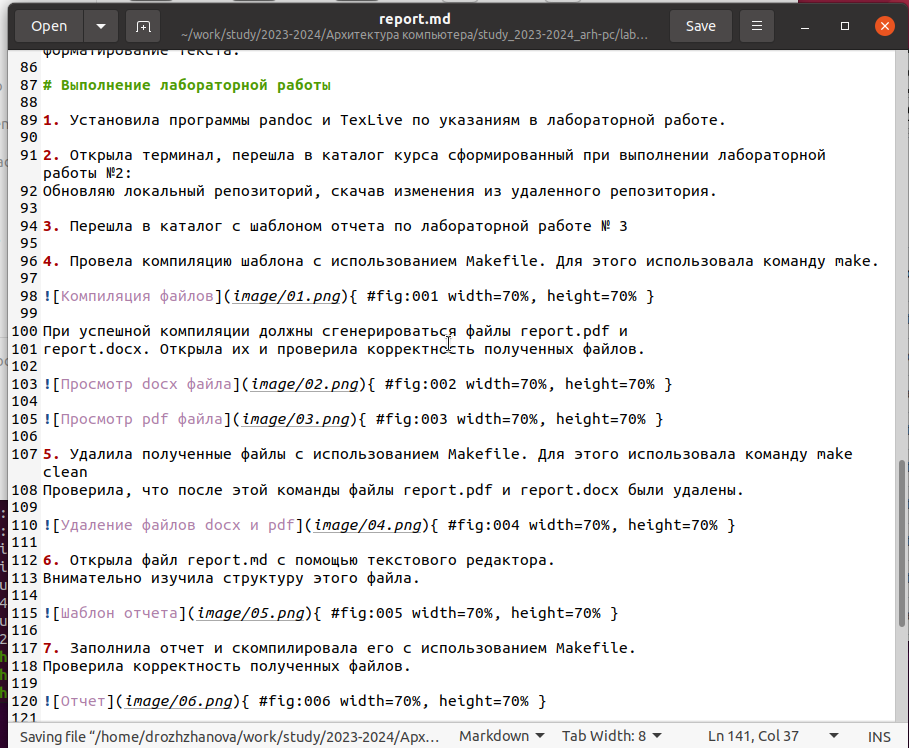 Open
report.md
~/work/study/2023-2024/Архитектура компьютера/study_2023-2024_arh-pc/lab…
Save
форматирование текста.
86
87 # Выполнение лабораторной работы
88
89 1. Установила программы pandoc и TexLive по указаниям в лабораторной работе.
90
91 2. Открыла терминал, перешла в каталог курса сформированный при выполнении лабораторной
работы №2:
92 Обновляю локальный репозиторий, скачав изменения из удаленного репозитория.
93
94 3. Перешла в каталог с шаблоном отчета по лабораторной работе № 3
95
96 4. Провела компиляцию шаблона с использованием Makefile. Для этого использовала команду make.
97
98 ![Компиляция файлов](image/01.png){ #fig:001 width=70%, height=70% }
99
100 При успешной компиляции должны сгенерироваться файлы report.pdf и
101 report.docx. Открыла их и проверила корректность полученных файлов.
102
103 ![Просмотр docx файла](image/02.png){ #fig:002 width=70%, height=70% }
104
105 ![Просмотр pdf файла](image/03.png){ #fig:003 width=70%, height=70% }
106
107 5. Удалила полученные файлы с использованием Makefile. Для этого использовала команду make
clean
108 Проверила, что после этой команды файлы report.pdf и report.docx были удалены.
109
110 ![Удаление файлов docx и pdf](image/04.png){ #fig:004 width=70%, height=70% }
111
112 6. Открыла файл report.md с помощью текстового редактора.
113 Внимательно изучила структуру этого файла.
114
115 ![Шаблон отчета](image/05.png){ #fig:005 width=70%, height=70% }
116
117 7. Заполнила отчет и скомпилировала его с использованием Makefile.
118 Проверила корректность полученных файлов.
119
120 ![Отчет](image/06.png){ #fig:006 width=70%, height=70% }
121
Saving file “/home/drozhzhanova/work/study/2023-2024/Арх…
Markdown
Tab Width: 8
Ln 141, Col 37
INS